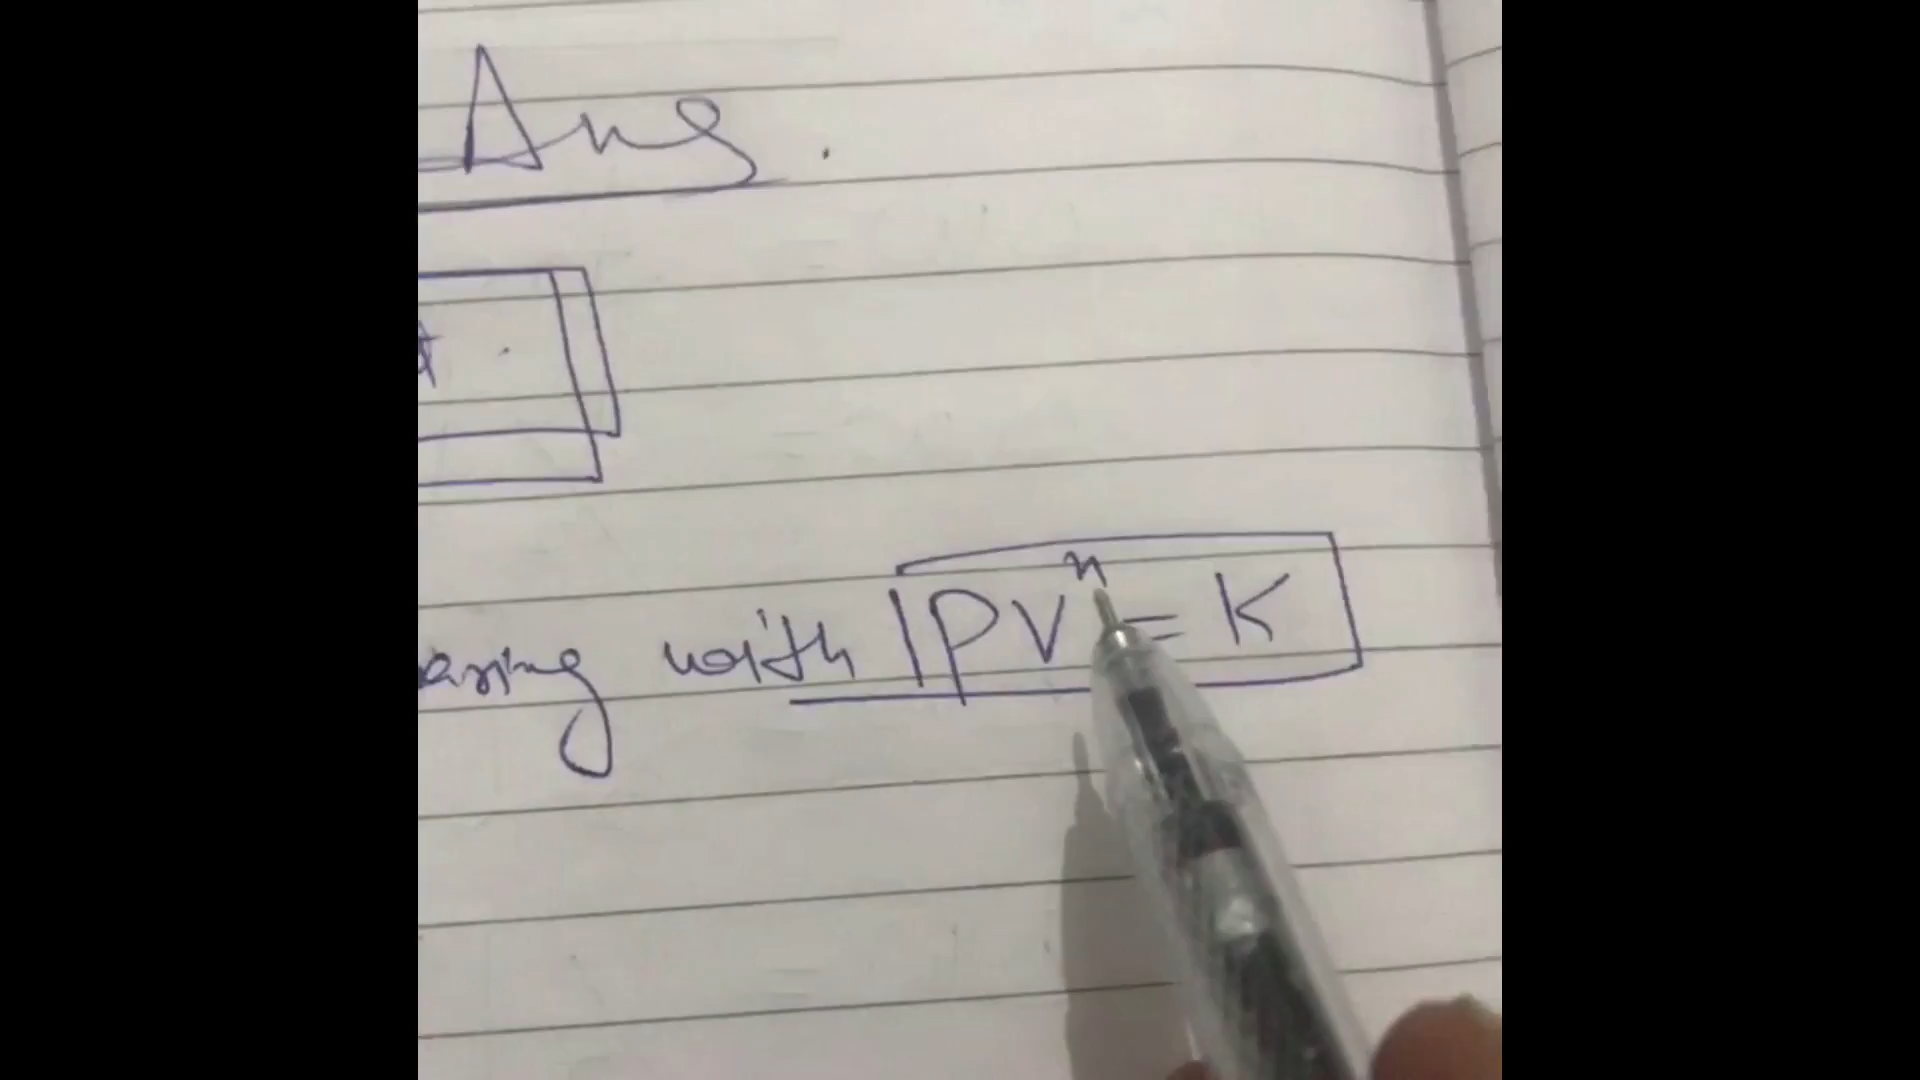 Ans.
with PVⁿ = K